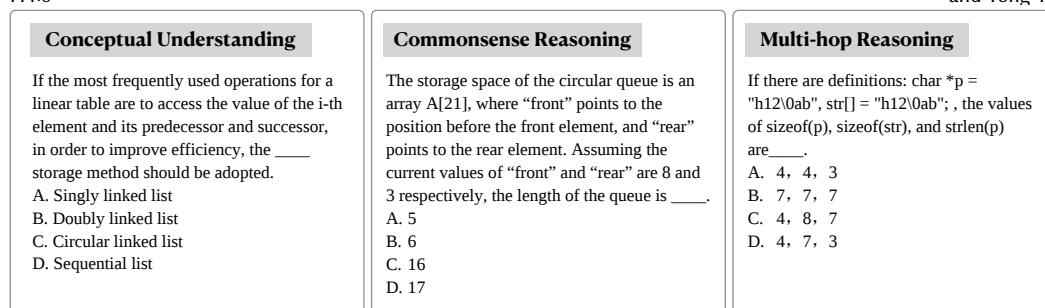 Conceptual Understanding
If the most frequently used operations for a
linear table are to access the value of the i-th
element and its predecessor and successor,
in order to improve efficiency, the ____
storage method should be adopted.
A. Singly linked list
B. Doubly linked list
C. Circular linked list
D. Sequential list
Commonsense Reasoning
The storage space of the circular queue is an
array A[21], where “front” points to the
position before the front element, and “rear”
points to the rear element. Assuming the
current values of “front” and “rear” are 8 and
3 respectively, the length of the queue is ____.
A. 5
B. 6
C. 16
D. 17
Multi-hop Reasoning
If there are definitions: char *p =
"h12\0ab", str[] = "h12\0ab"; , the values
of sizeof(p), sizeof(str), and strlen(p)
are____.
A. 4，4，3
B. 7，7，7
C. 4，8，7
D. 4，7，3